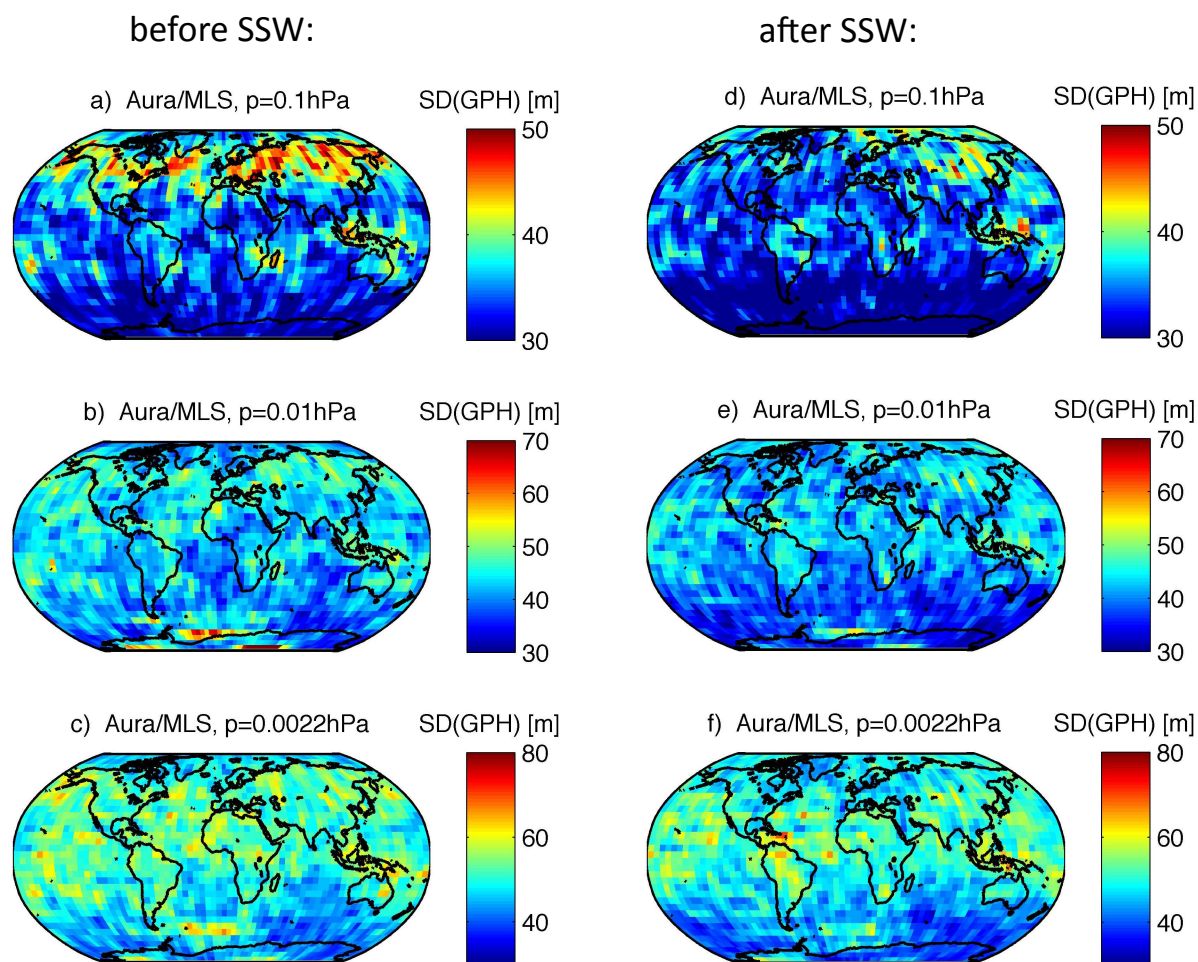 before SSW:
after SSW:
a) Aura/MLS, p=0.1hPa
SD(GPH) [m]
50
40
30
d) Aura/MLS, p=0.1hPa
SD(GPH) [m]
50
40
30
b) Aura/MLS, p=0.01hPa
SD(GPH) [m]
70
60
50
40
30
e) Aura/MLS, p=0.01hPa
SD(GPH) [m]
70
60
50
40
30
c) Aura/MLS, p=0.0022hPa
SD(GPH) [m]
80
60
40
f) Aura/MLS, p=0.0022hPa
SD(GPH) [m]
80
60
40